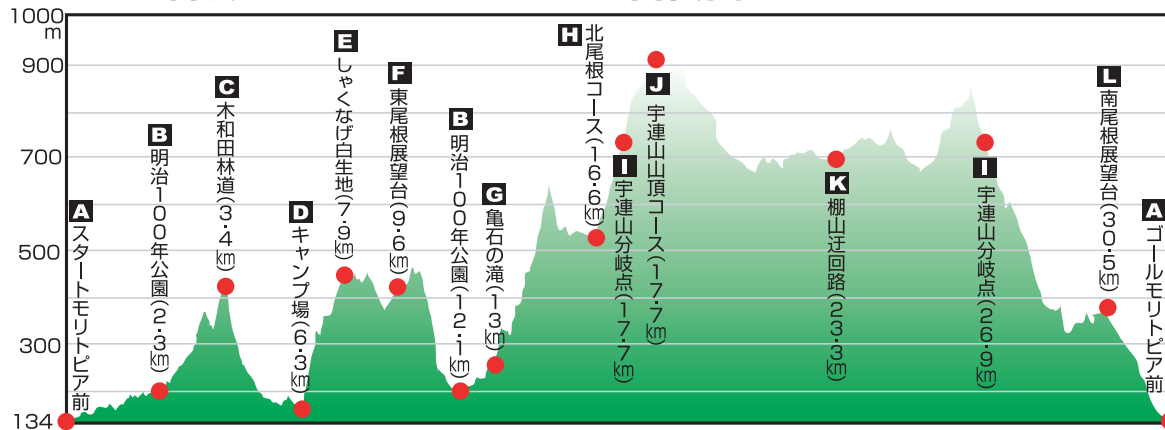 1000
m
900
700
500
300
134
A スタートモリトピア前
B 明治100年公園(2・3km)
C 木和田林道(3・4km)
D キャンプ場(6・3km)
E しゃくなげ白生地(7・9km)
F 東尾根展望台(9・6km)
B 明治100年公園(12・1km)
G 亀石の滝(13km)
H 北尾根コース(16・6km)
I 宇連山分岐点(17・7km)
J 宇連山山頂コース(17・7km)
K 棚山迂回路(23・3km)
I 宇連山分岐点(26・9km)
L 南尾根展望台(30・5km)
A ゴールモリトピア前